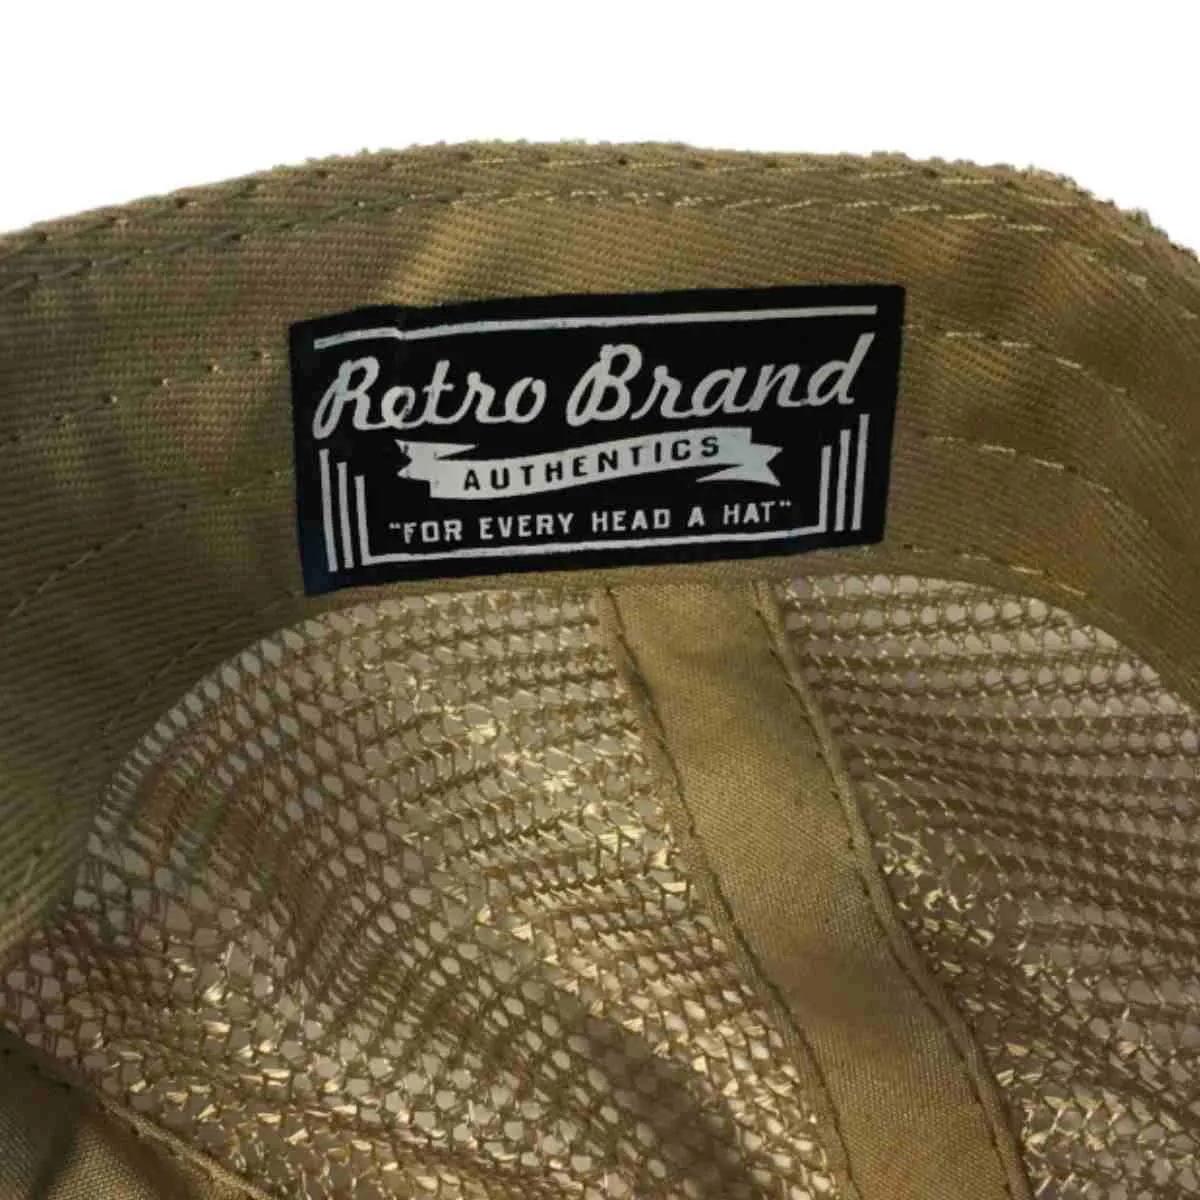 Retro Brand
AUTHENTICS
"FOR EVERY HEAD A HAT"